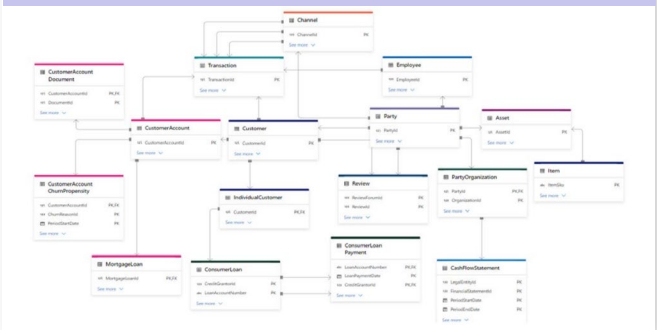 Channel
ChannelId PK
See more
Transaction
TransactionId PK
See more
Employee
EmployeeId PK
See more
CustomerAccount
Document
CustomerAccountId PK,FK
DocumentId PK
See more
CustomerAccount
CustomerAccountId PK
See more
Customer
CustomerId PK
See more
Party
PartyId PK
See more
Asset
AssetId PK
See more
CustomerAccount
ChurnPropensity
CustomerAccountId PK,FK
ChurnReasonId PK
PeriodStartDate PK
See more
IndividualCustomer
CustomerId PK,FK
See more
Review
ReviewForumId PK
ReviewId PK
See more
PartyOrganization
PartyId PK,FK
OrganizationId PK
See more
Item
ItemSku PK
See more
MortgageLoan
MortgageLoanId PK,FK
See more
ConsumerLoan
CreditGrantorId PK
LoanAccountNumber PK
See more
ConsumerLoan
Payment
LoanAccountNumber PK,FK
LoanPaymentDate PK
CreditGrantorId PK,FK
See more
CashFlowStatement
LegalEntityId PK
FinancialStatementId PK
PeriodStartDate PK
PeriodEndDate PK
See more